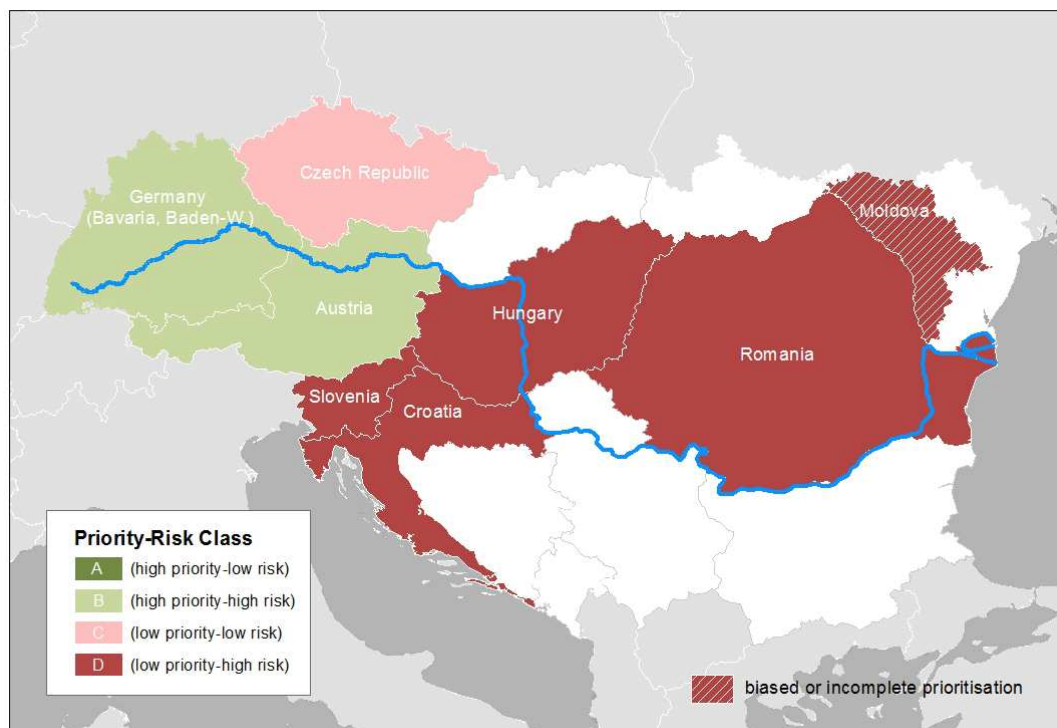 Czech Republic
Germany
(Bavaria, Baden-W.)
Moldova
Austria
Hungary
Romania
Slovenia
Croatia
Priority-Risk Class
A (high priority-low risk)
B (high priority-high risk)
C (low priority-low risk)
D (low priority-high risk)
biased or incomplete prioritisation